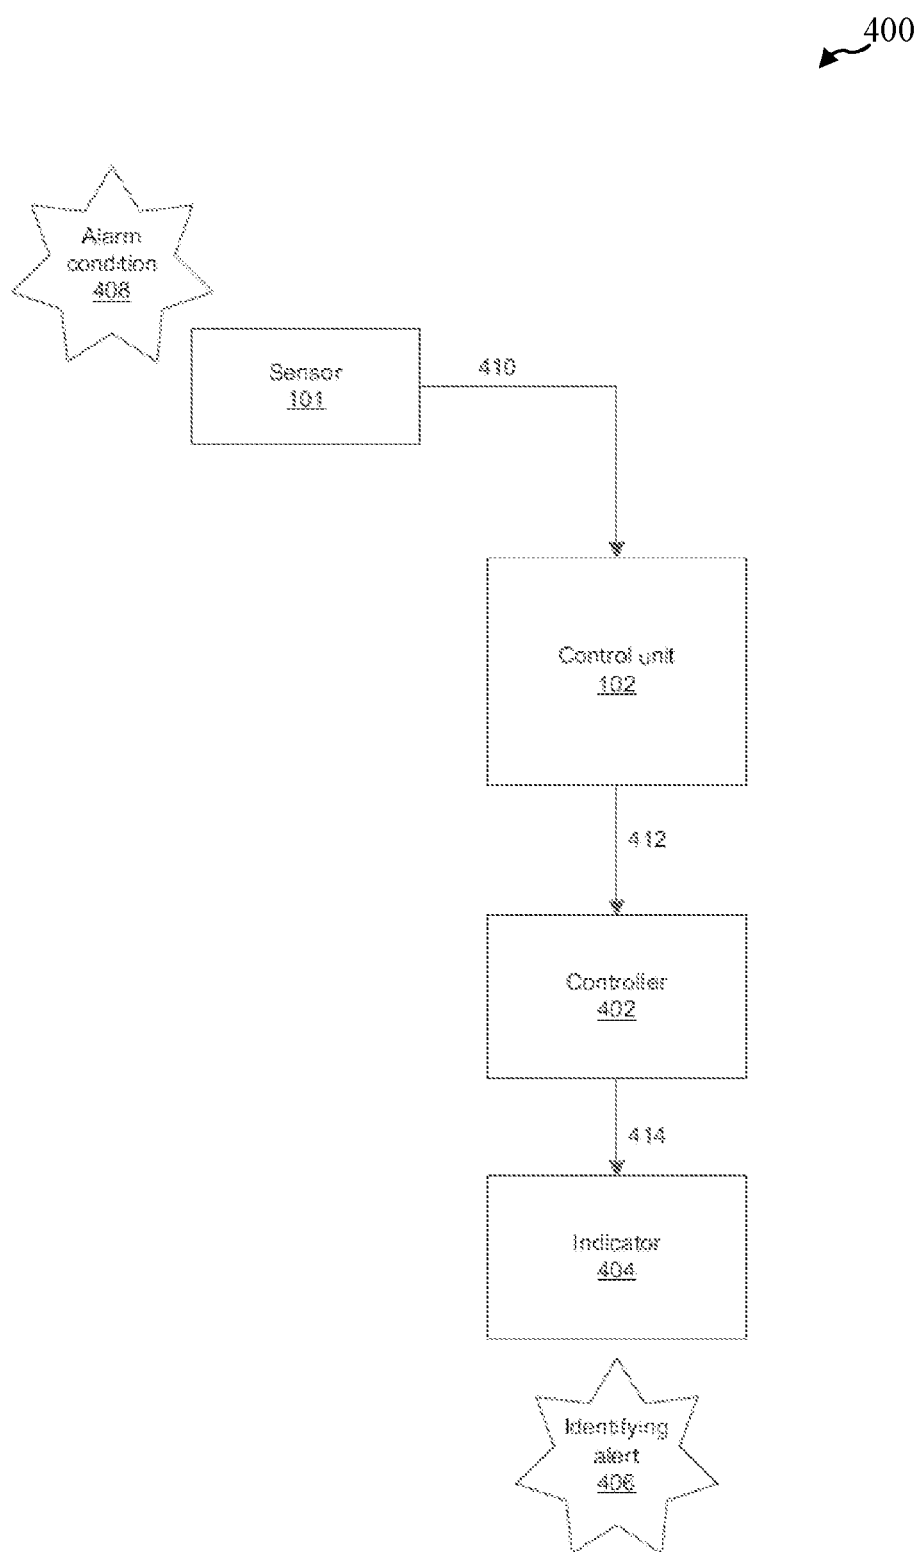 400
Alarm
condition
408
Sensor
101
410
Control unit
102
412
Controller
402
414
Indicator
404
Identifying
alert
406